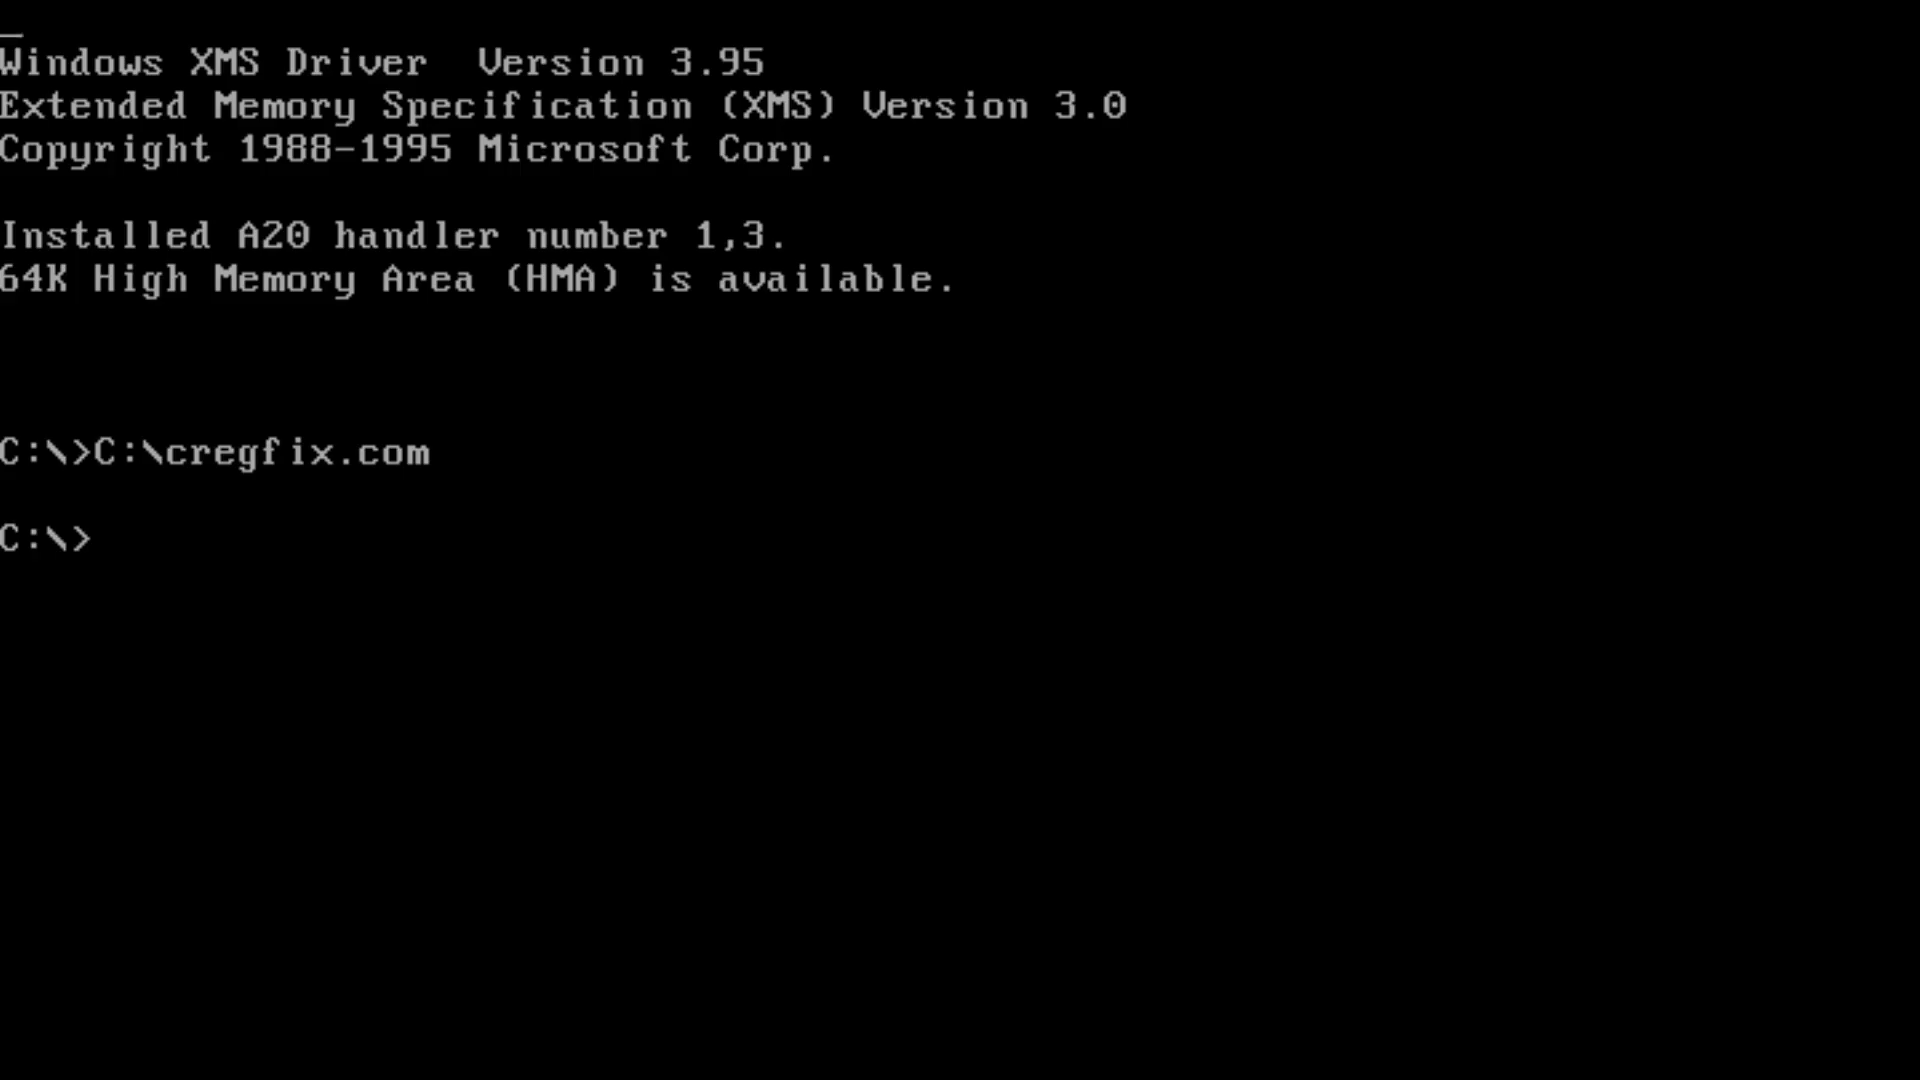 Windows XMS Driver  Version 3.95
Extended Memory Specification (XMS) Version 3.0
Copyright 1988-1995 Microsoft Corp.
Installed A20 handler number 1,3.
64K High Memory Area (HMA) is available.
C:\>C:\cregfix.com
C:\>